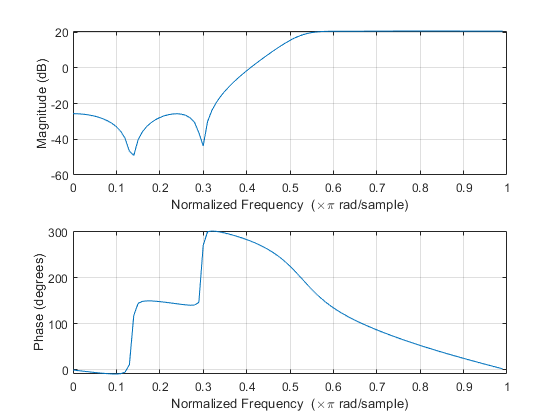 20
0
-20
-40
-60
Magnitude (dB)
0 0.1 0.2 0.3 0.4 0.5 0.6 0.7 0.8 0.9 1
Normalized Frequency (×π rad/sample)
300
200
100
0
Phase (degrees)
0 0.1 0.2 0.3 0.4 0.5 0.6 0.7 0.8 0.9 1
Normalized Frequency (×π rad/sample)